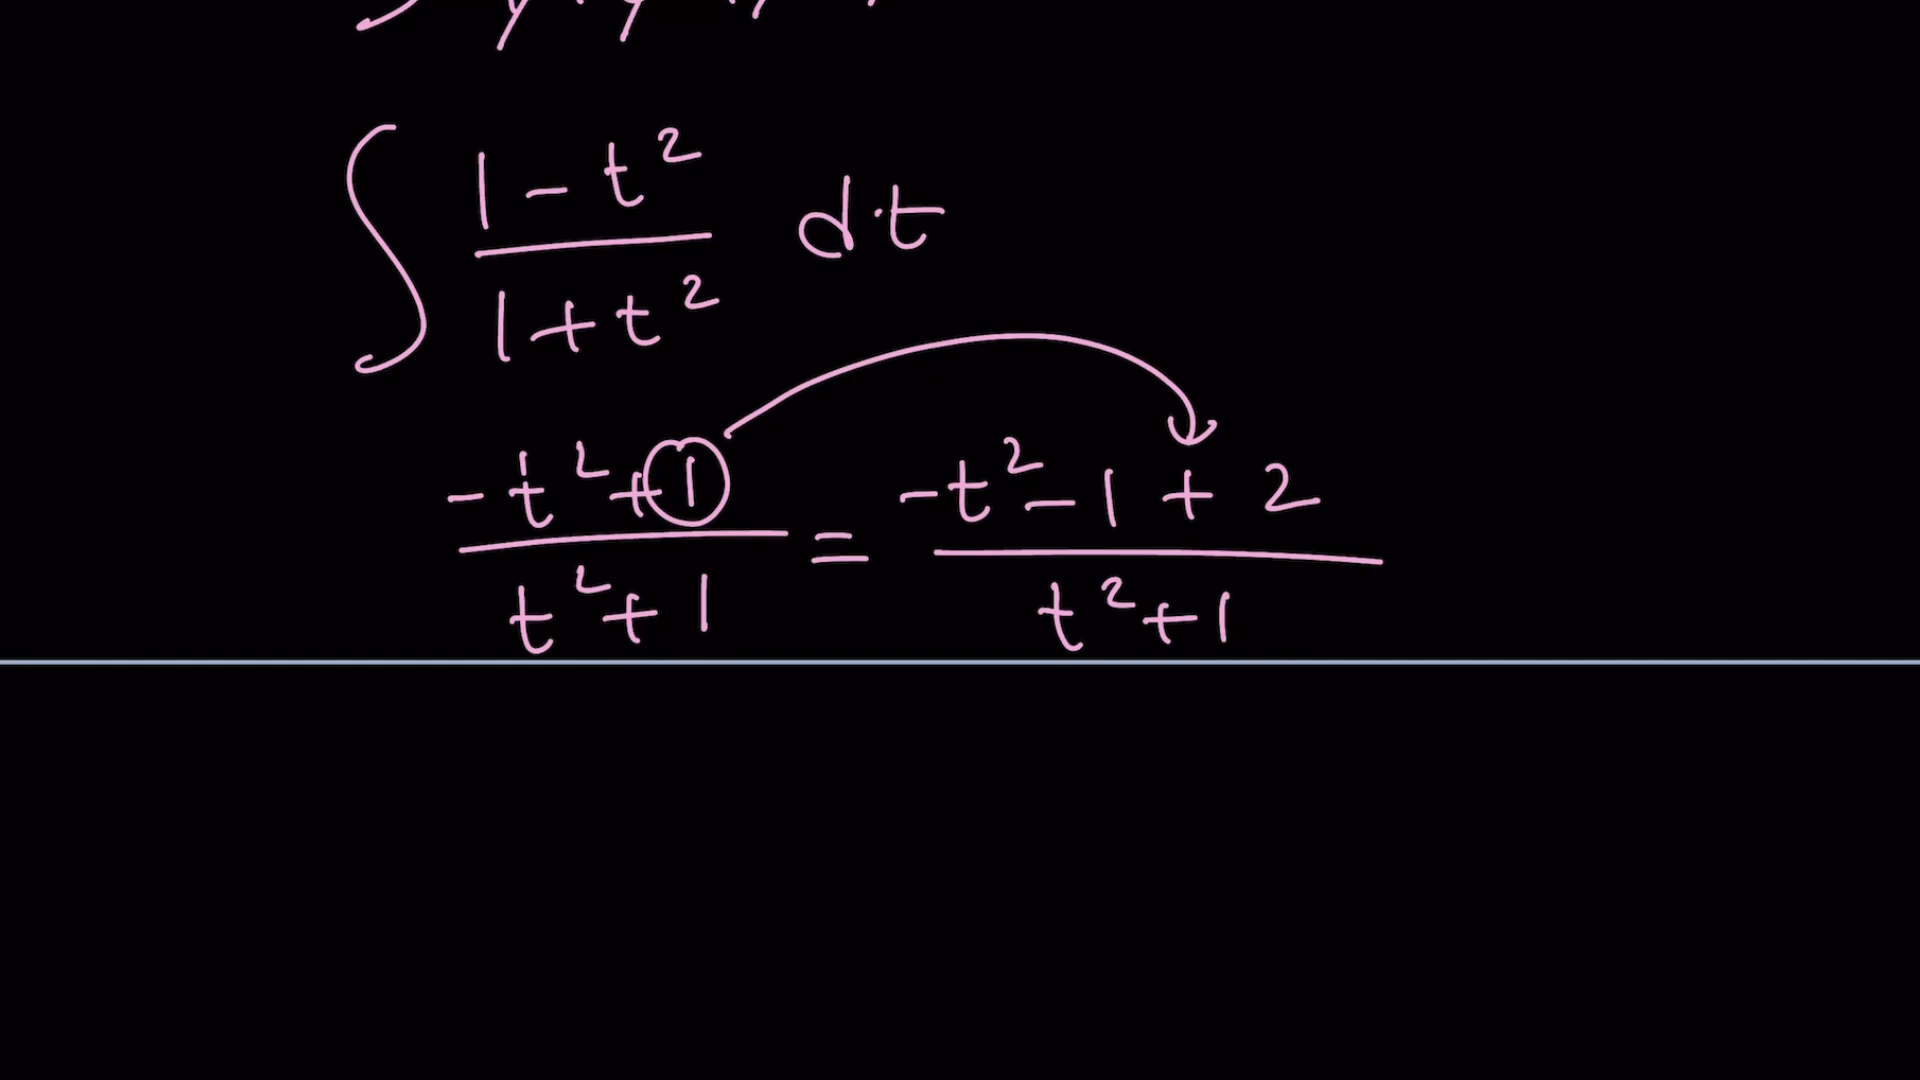 ∫ (1 - t²)/(1 + t²) dt
(-t² + 1)/(t² + 1) = (-t² - 1 + 2)/(t² + 1)